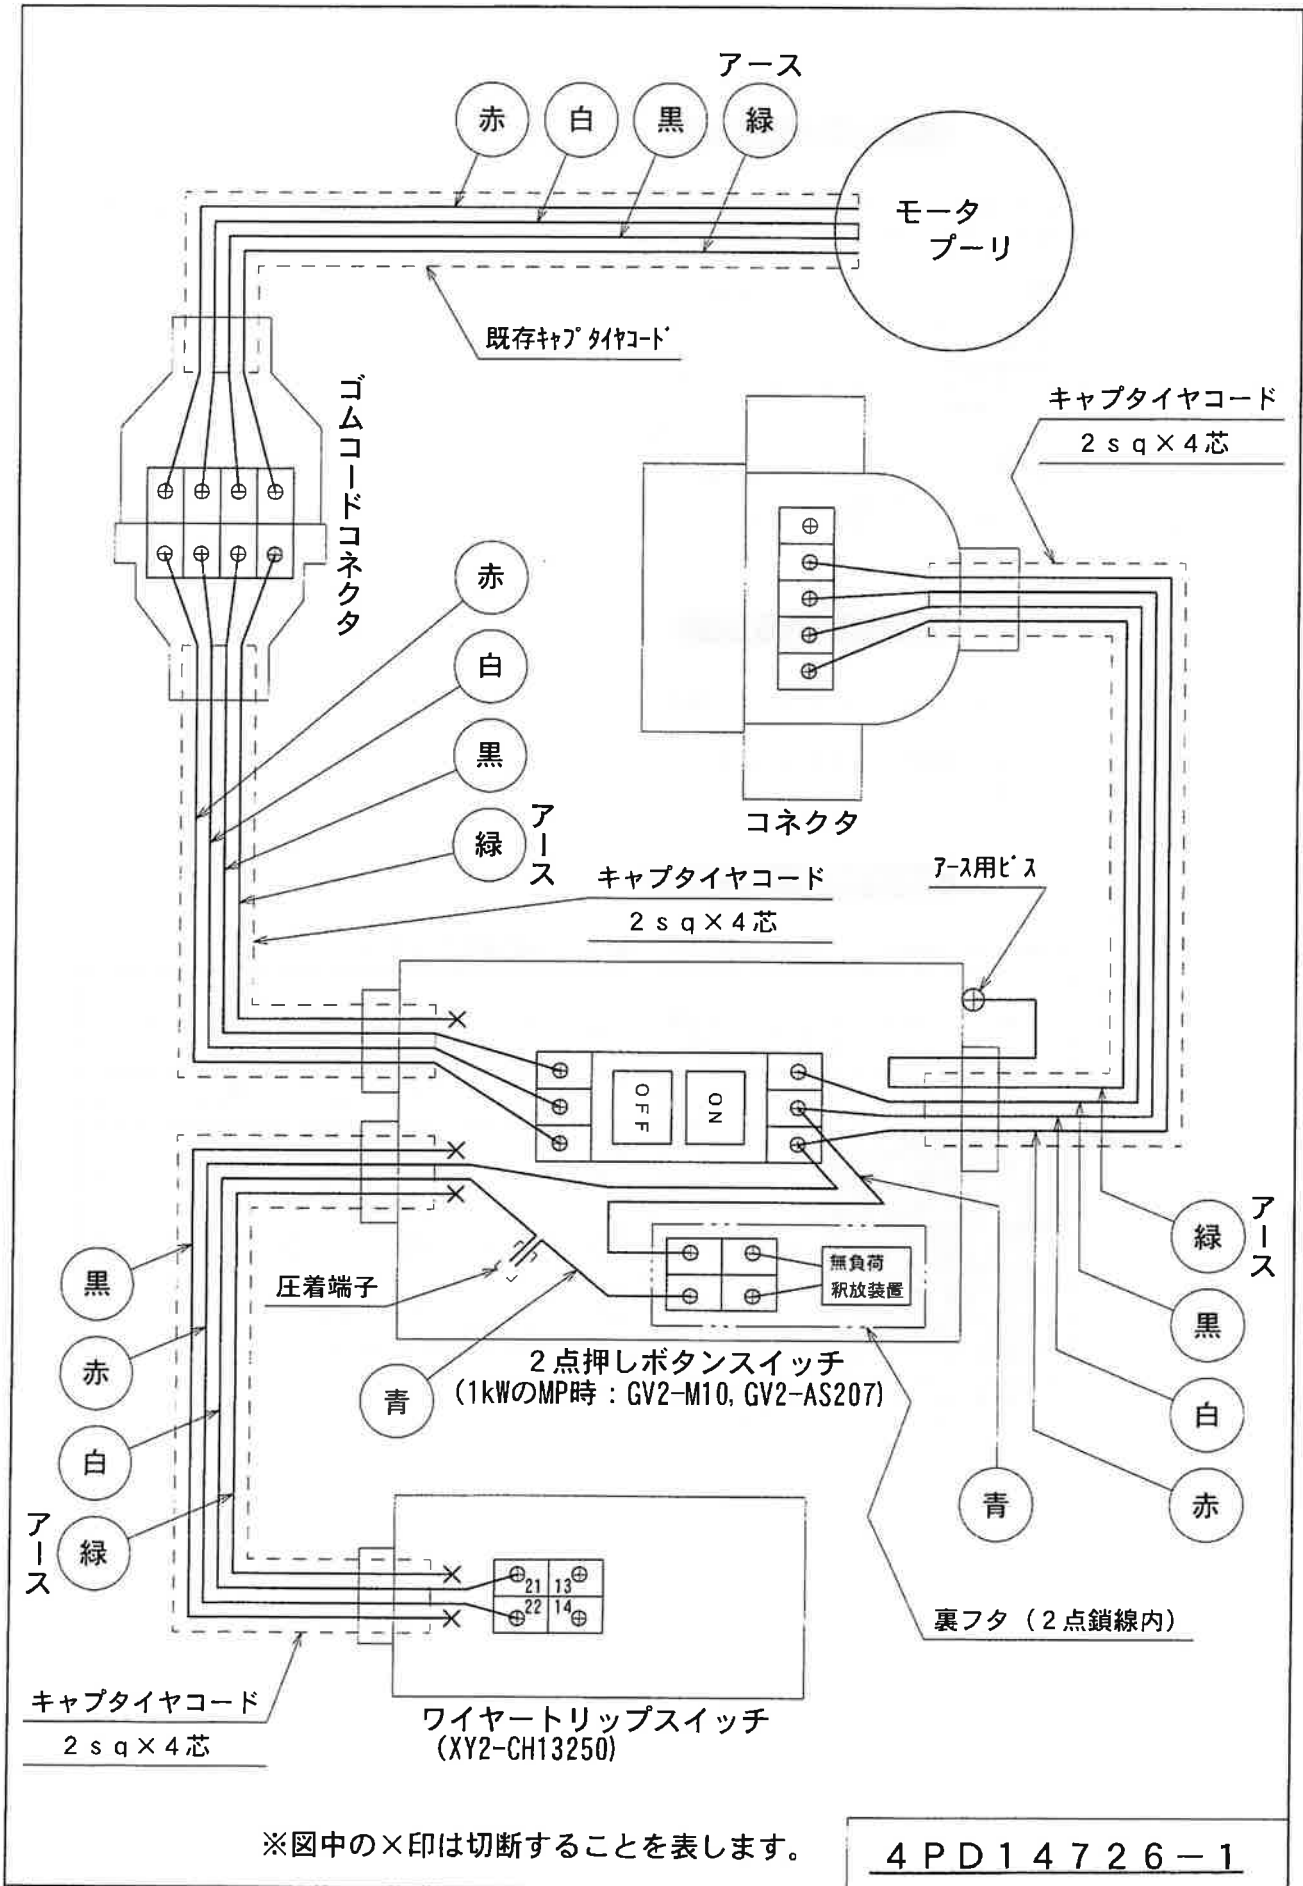 アース
赤
白
黒
緑
モータ
プーリ
既存ｷｬﾌﾟﾀｲﾔｺｰﾄﾞ
ゴムコードコネクタ
キャプタイヤコード
２ｓｑ×４芯
赤
白
黒
緑
アース
コネクタ
キャプタイヤコード
２ｓｑ×４芯
ｱｰｽ用ﾋﾞｽ
OFF
ON
無負荷
釈放装置
圧着端子
２点押しボタンスイッチ
(1kWのMP時：GV2-M10, GV2-AS207)
緑
アース
黒
白
赤
青
青
黒
赤
白
緑
アース
21
13
22
14
裏フタ（２点鎖線内）
キャプタイヤコード
２ｓｑ×４芯
ワイヤートリップスイッチ
(XY2-CH13250)
※図中の×印は切断することを表します。
４ＰＤ１４７２６－１